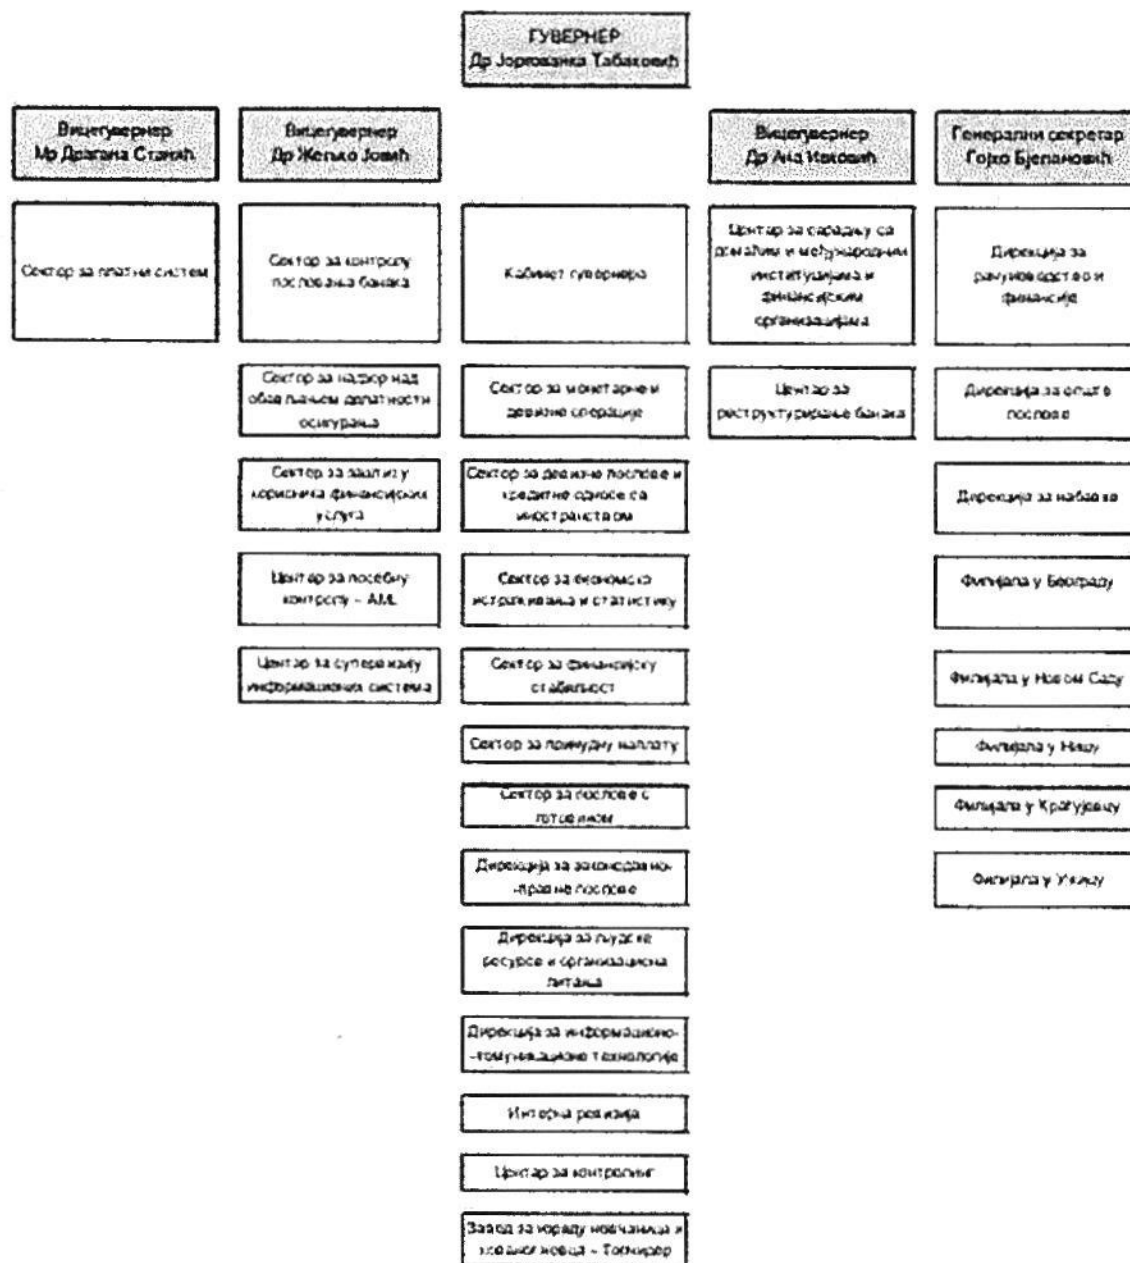 ГУВЕРНЕР
Др Јоргованка Табаковић
Вицегувернер
Мр Драгана Станић
Вицегувернер
Др Жељко Јовић
Вицегувернер
Др Ана Ивковић
Генерални секретар
Гојко Бјелановић
Сектор за платни систем
Сектор за контролу
пословања банака
Кабинет гувернера
Центар за сарадњу са
домаћим и међународним
институцијама и
финансијским
организацијама
Дирекција за
рачуноводство и
финансије
Сектор за надзор над
обављањем делатности
осигурања
Сектор за монетарне и
девизне операције
Центар за
реструктурирање банака
Дирекција за опште
послове
Сектор за заштиту
корисника финансијских
услуга
Сектор за девизне послове и
кредитне односе са
иностранством
Дирекција за набавке
Центар за посебну
контролу – AML
Сектор за економска
истраживања и статистику
Филијала у Београду
Центар за супервизију
информационих система
Сектор за финансијску
стабилност
Филијала у Новом Саду
Сектор за принудну наплату
Филијала у Нишу
Сектор за послове с
готовином
Филијала у Крагујевцу
Дирекција за законодавно-
-правне послове
Филијала у Ужицу
Дирекција за људске
ресурсе и организациона
питања
Дирекција за информационо-
-комуникационе технологије
Интерна ревизија
Центар за контролинг
Завод за израду новчаница и
кованог новца – Топчидер